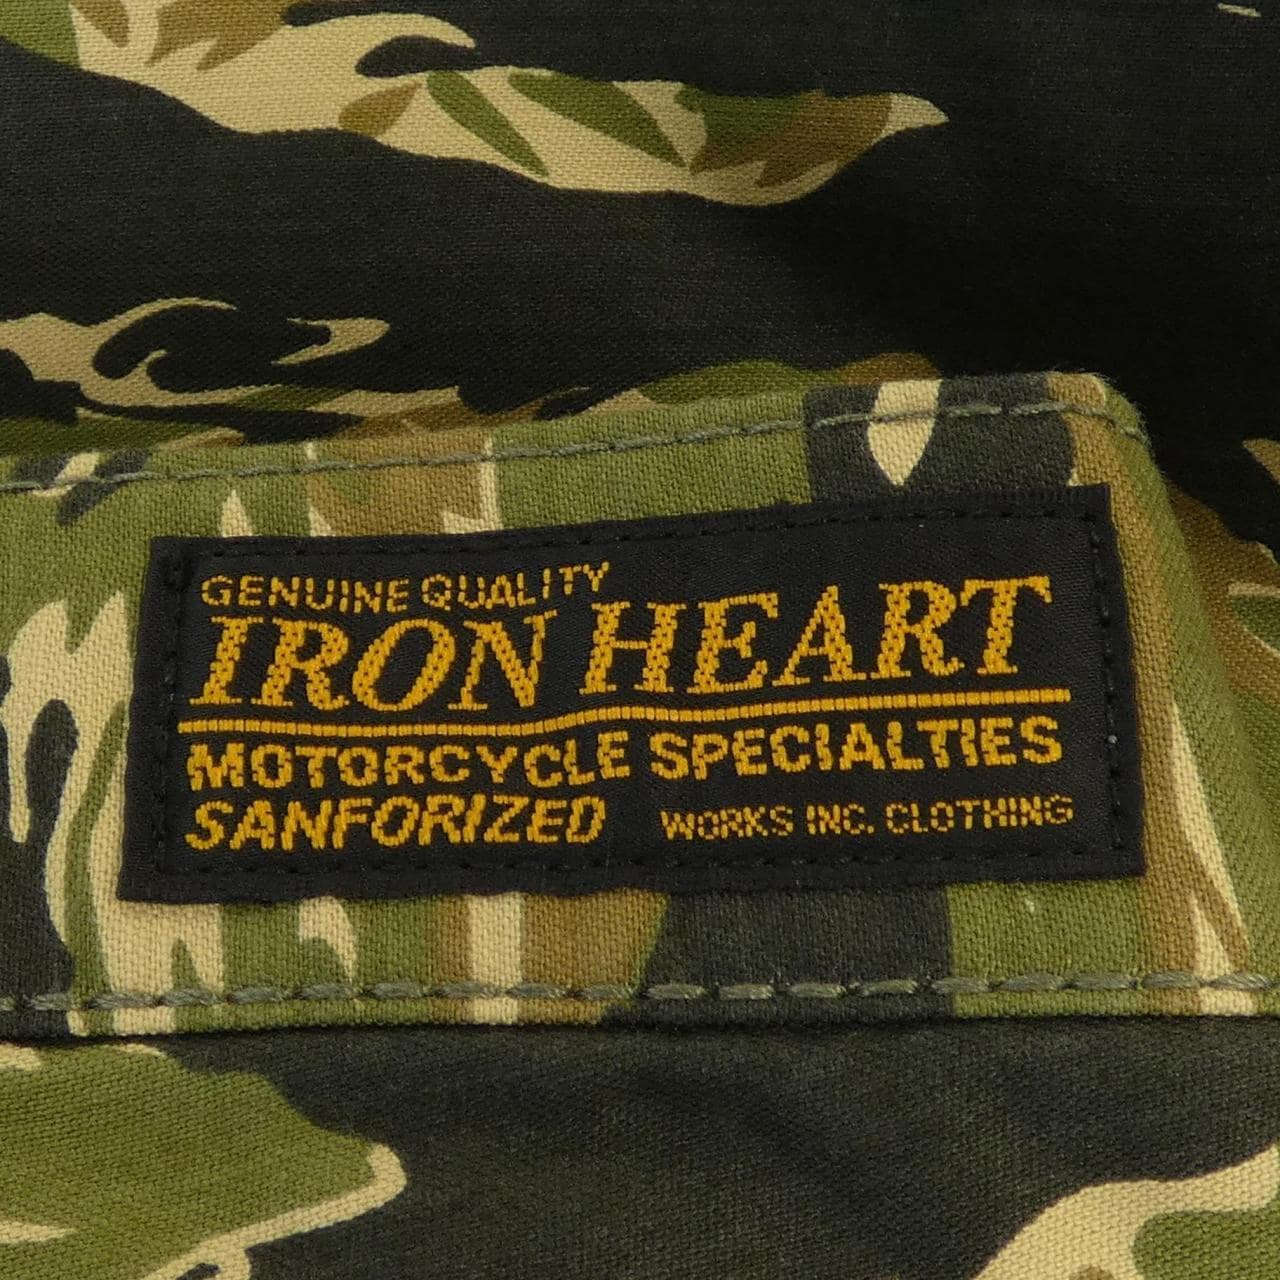 GENUINE QUALITY
IRON HEART
MOTORCYCLE SPECIALTIES
SANFORIZED WORKS INC. CLOTHING